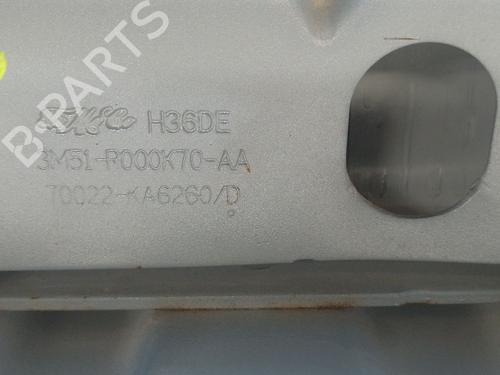 B-PARTS
H36DE
3M51-R000K70-AA
T0022-KA6260/D